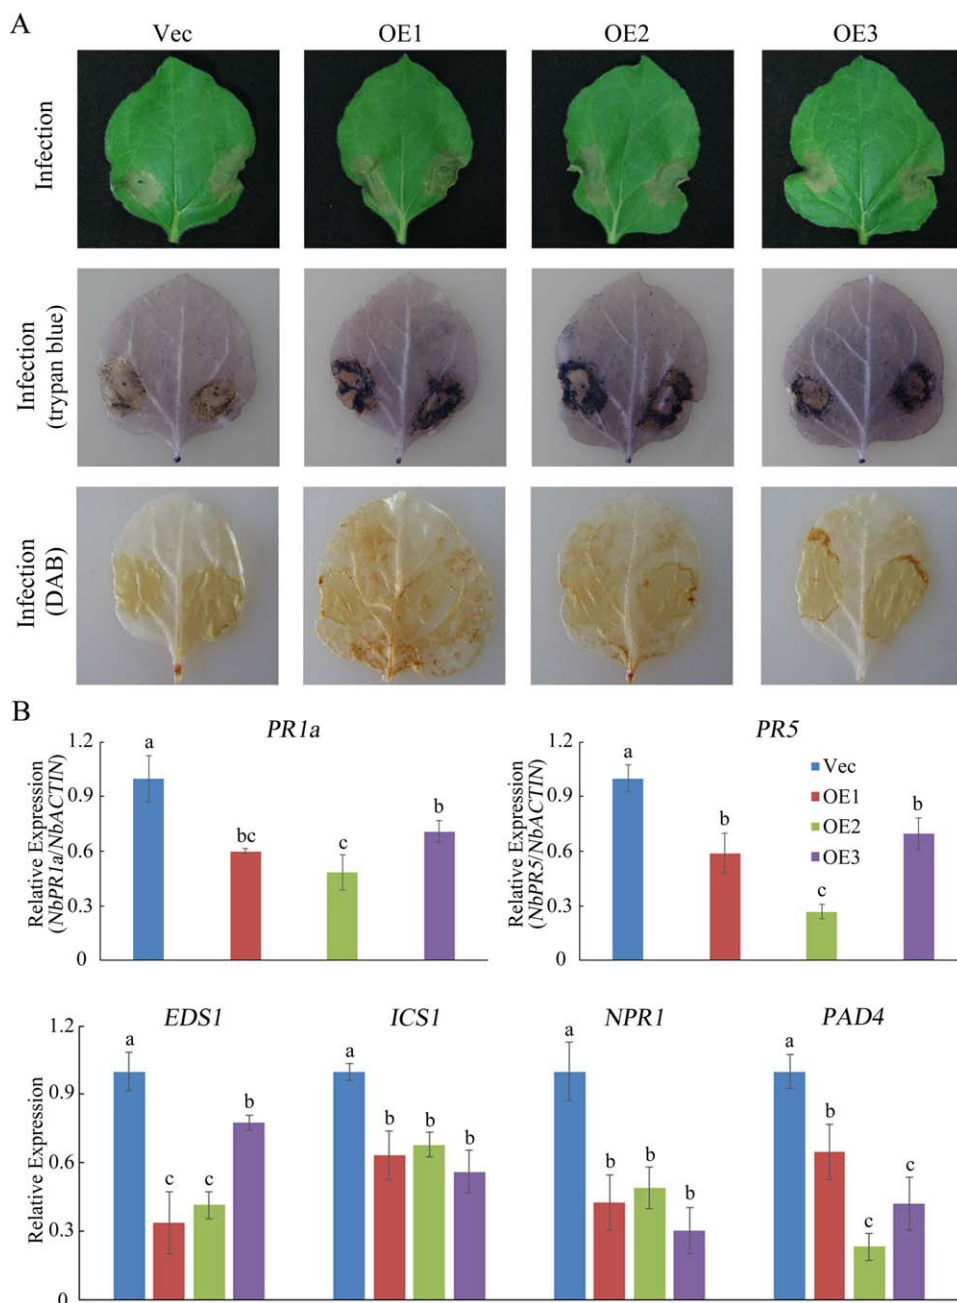 A
Vec OE1 OE2 OE3
Infection
Infection
(trypan blue)
Infection
(DAB)
B
PR1a
Relative Expression
(NbPR1a/NbACTIN)
1.2
0.9
0.6
0.3
0
a
bc
c
b
PR5
Relative Expression
(NbPR5/NbACTIN)
1.2
0.9
0.6
0.3
0
a
b
c
b
Vec
OE1
OE2
OE3
EDS1 ICS1 NPR1 PAD4
Relative Expression
1.2
0.9
0.6
0.3
0
a c c b
a b b b
a b b b
a b c c